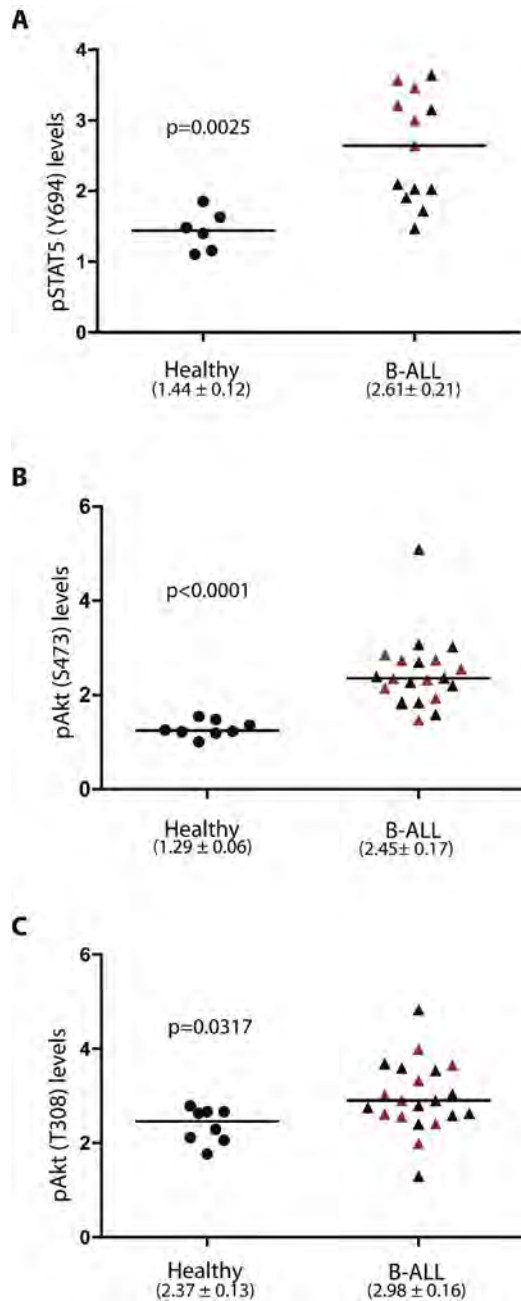 A
4
3
2
1
0
pSTAT5 (Y694) levels
p=0.0025
Healthy
(1.44 ± 0.12)
B-ALL
(2.61± 0.21)
B
6
4
2
0
pAkt (S473) levels
p<0.0001
Healthy
(1.29 ± 0.06)
B-ALL
(2.45± 0.17)
C
6
4
2
0
pAkt (T308) levels
p=0.0317
Healthy
(2.37 ± 0.13)
B-ALL
(2.98 ± 0.16)